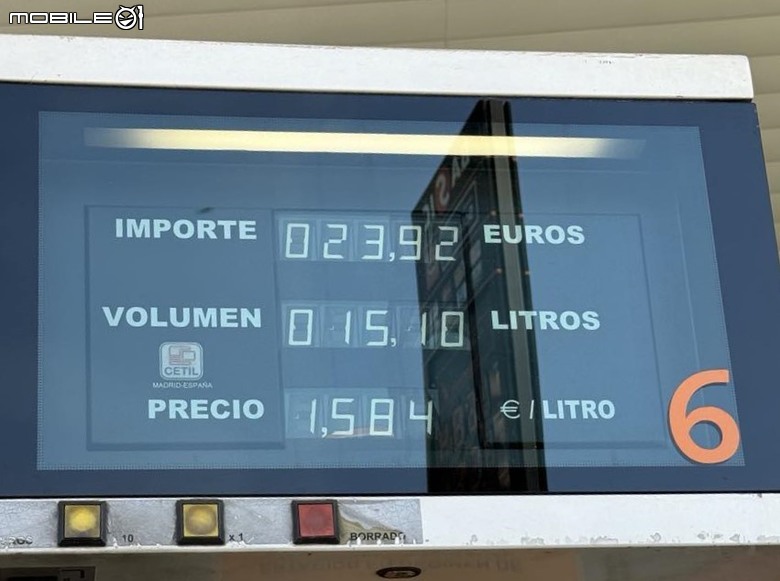 MOBILE01
IMPORTE 023,92 EUROS
VOLUMEN 015,10 LITROS
CETIL
MADRID-ESPAÑA
PRECIO 1,584 € / LITRO
6
10 x 1 BORRADO